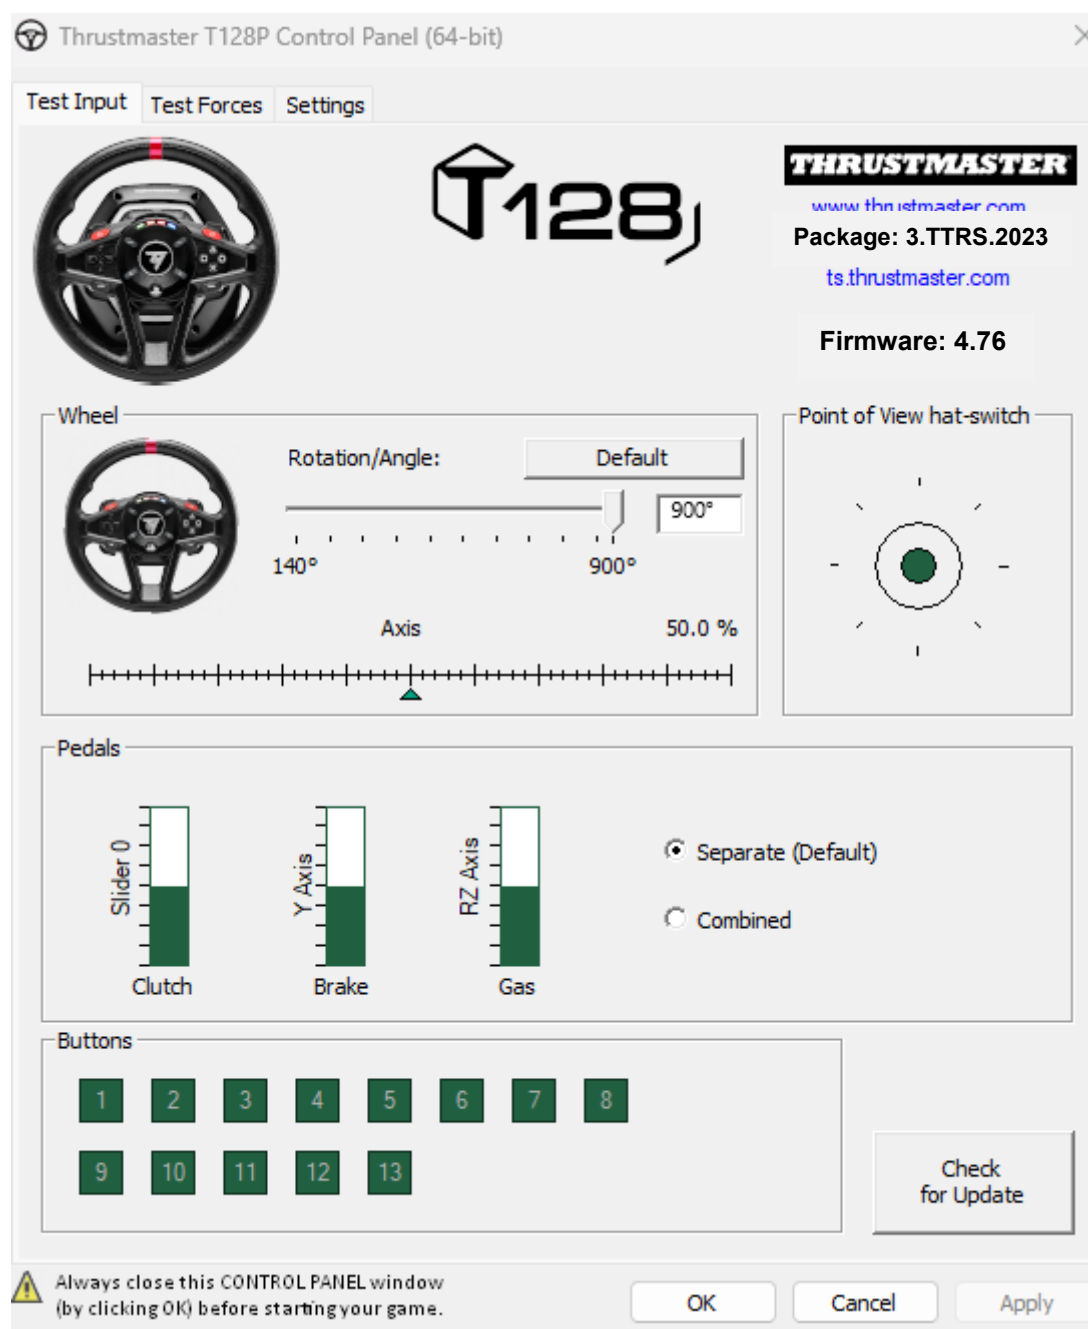 Thrustmaster T128P Control Panel (64-bit)
Test Input Test Forces Settings
T128
THRUSTMASTER
www.thrustmaster.com
Package: 3.TTRS.2023
ts.thrustmaster.com
Firmware: 4.76
Wheel
Rotation/Angle: Default
900°
140° 900°
Axis 50.0 %
Point of View hat-switch
Pedals
Slider 0
Clutch
Y Axis
Brake
RZ Axis
Gas
Separate (Default)
Combined
Buttons
1 2 3 4 5 6 7 8
9 10 11 12 13
Check
for Update
Always close this CONTROL PANEL window
(by clicking OK) before starting your game.
OK Cancel Apply